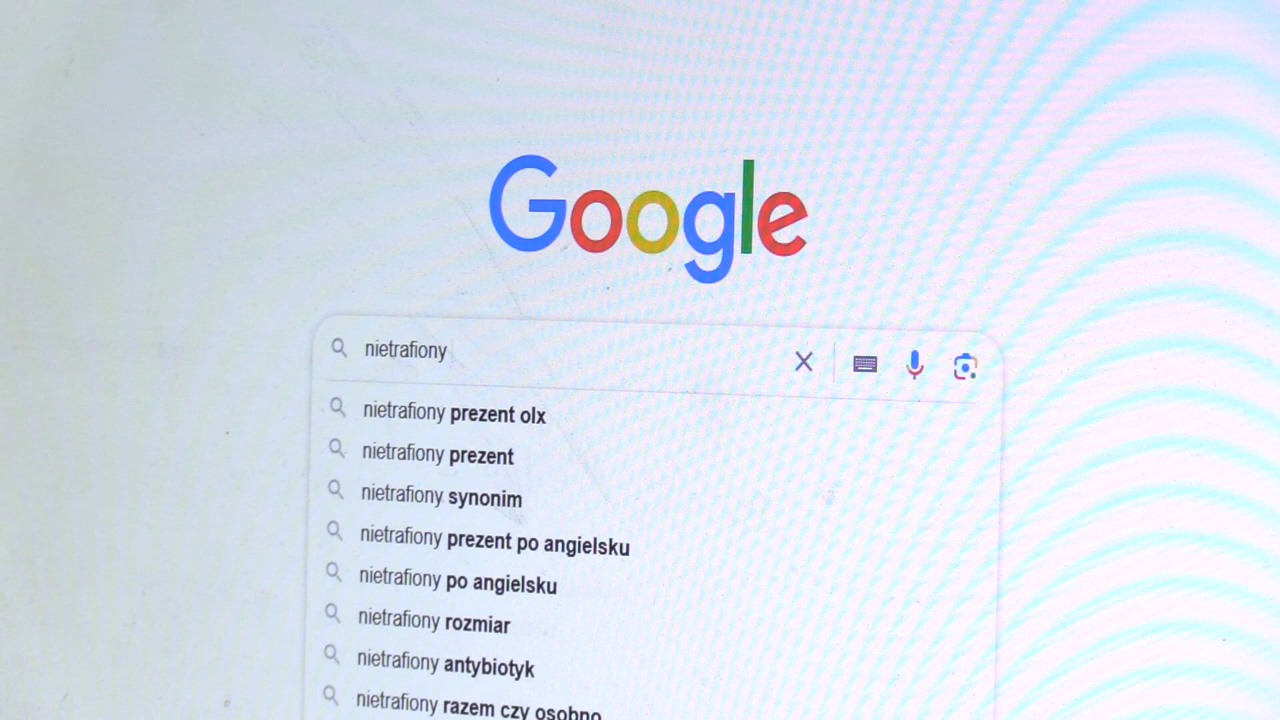 Google
nietrafiony
nietrafiony prezent olx
nietrafiony prezent
nietrafiony synonim
nietrafiony prezent po angielsku
nietrafiony po angielsku
nietrafiony rozmiar
nietrafiony antybiotyk
nietrafiony razem czy osobno